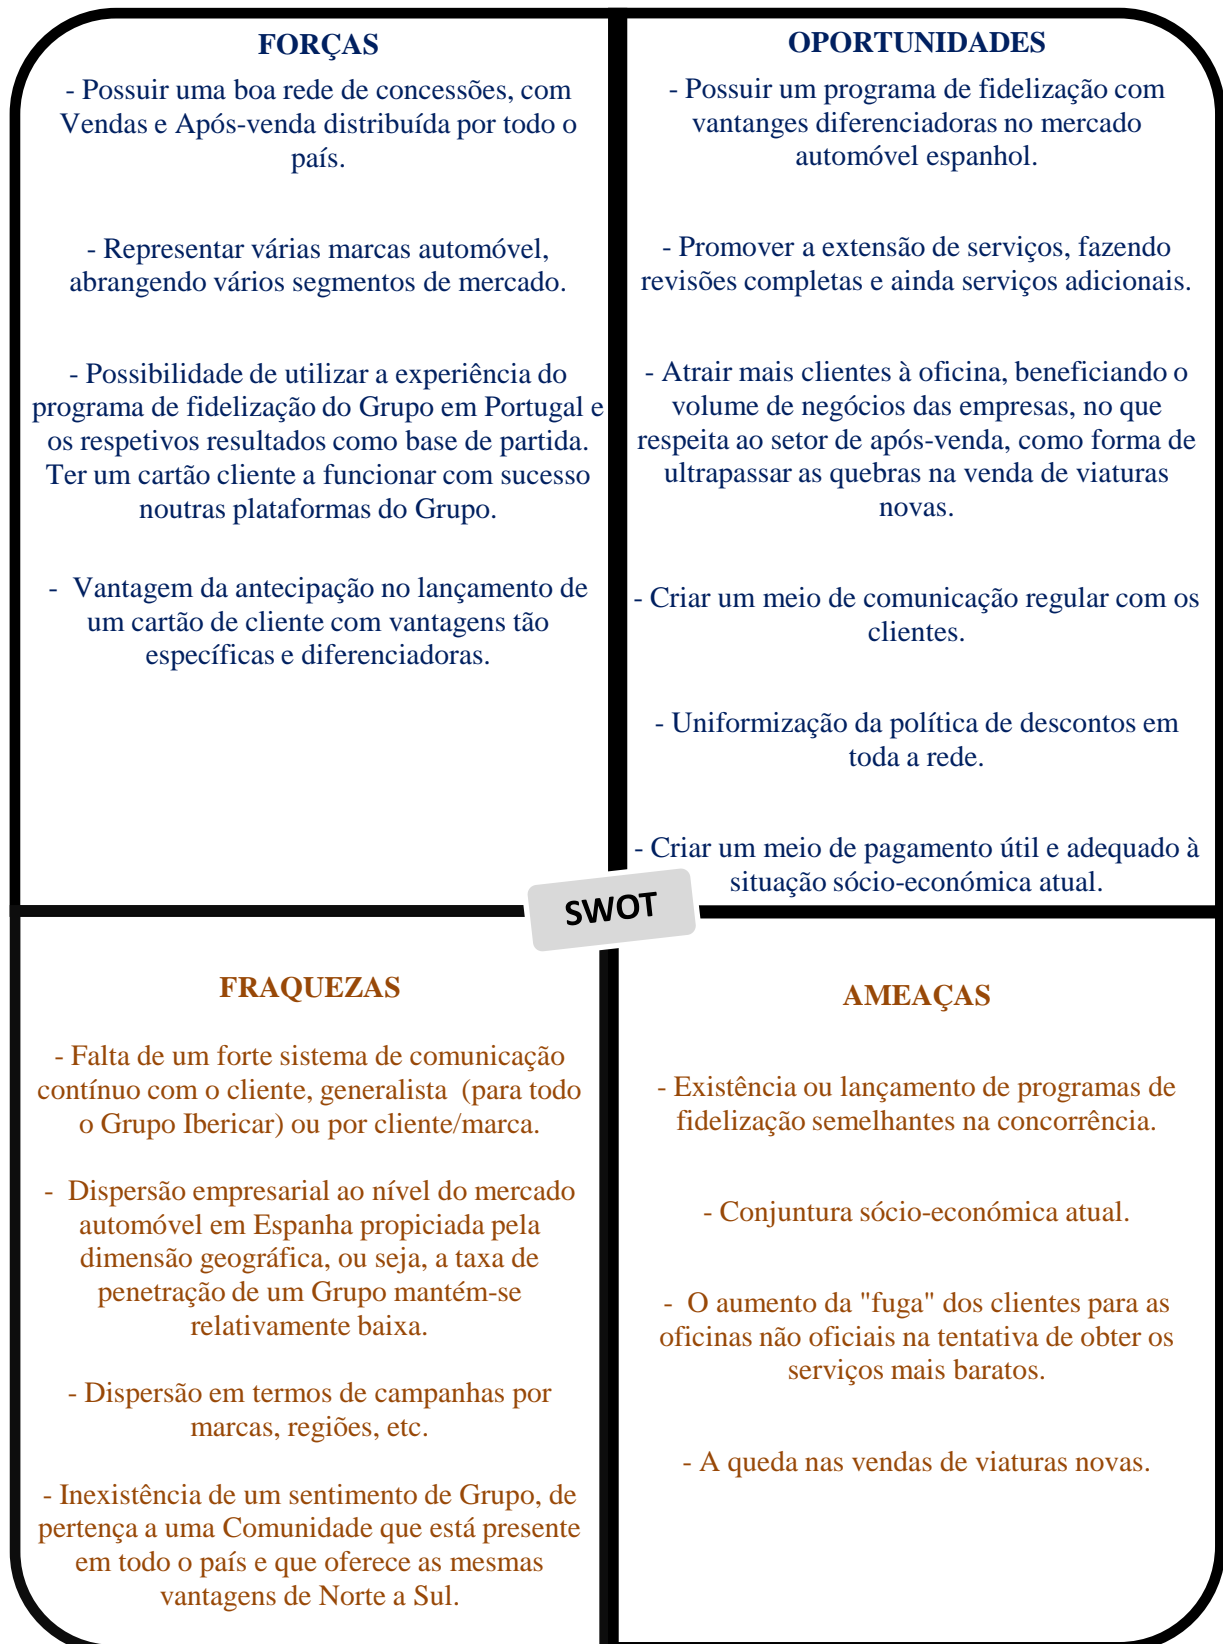 FORÇAS
- Possuir uma boa rede de concessões, com
Vendas e Após-venda distribuída por todo o
país.
- Representar várias marcas automóvel,
abrangendo vários segmentos de mercado.
- Possibilidade de utilizar a experiência do
programa de fidelização do Grupo em Portugal e
os respetivos resultados como base de partida.
Ter um cartão cliente a funcionar com sucesso
noutras plataformas do Grupo.
- Vantagem da antecipação no lançamento de
um cartão de cliente com vantagens tão
específicas e diferenciadoras.
OPORTUNIDADES
- Possuir um programa de fidelização com
vantanges diferenciadoras no mercado
automóvel espanhol.
- Promover a extensão de serviços, fazendo
revisões completas e ainda serviços adicionais.
- Atrair mais clientes à oficina, beneficiando o
volume de negócios das empresas, no que
respeita ao setor de após-venda, como forma de
ultrapassar as quebras na venda de viaturas
novas.
- Criar um meio de comunicação regular com os
clientes.
- Uniformização da política de descontos em
toda a rede.
- Criar um meio de pagamento útil e adequado à
situação sócio-económica atual.
SWOT
FRAQUEZAS
- Falta de um forte sistema de comunicação
contínuo com o cliente, generalista (para todo
o Grupo Ibericar) ou por cliente/marca.
- Dispersão empresarial ao nível do mercado
automóvel em Espanha propiciada pela
dimensão geográfica, ou seja, a taxa de
penetração de um Grupo mantém-se
relativamente baixa.
- Dispersão em termos de campanhas por
marcas, regiões, etc.
- Inexistência de um sentimento de Grupo, de
pertença a uma Comunidade que está presente
em todo o país e que oferece as mesmas
vantagens de Norte a Sul.
AMEAÇAS
- Existência ou lançamento de programas de
fidelização semelhantes na concorrência.
- Conjuntura sócio-económica atual.
- O aumento da "fuga" dos clientes para as
oficinas não oficiais na tentativa de obter os
serviços mais baratos.
- A queda nas vendas de viaturas novas.